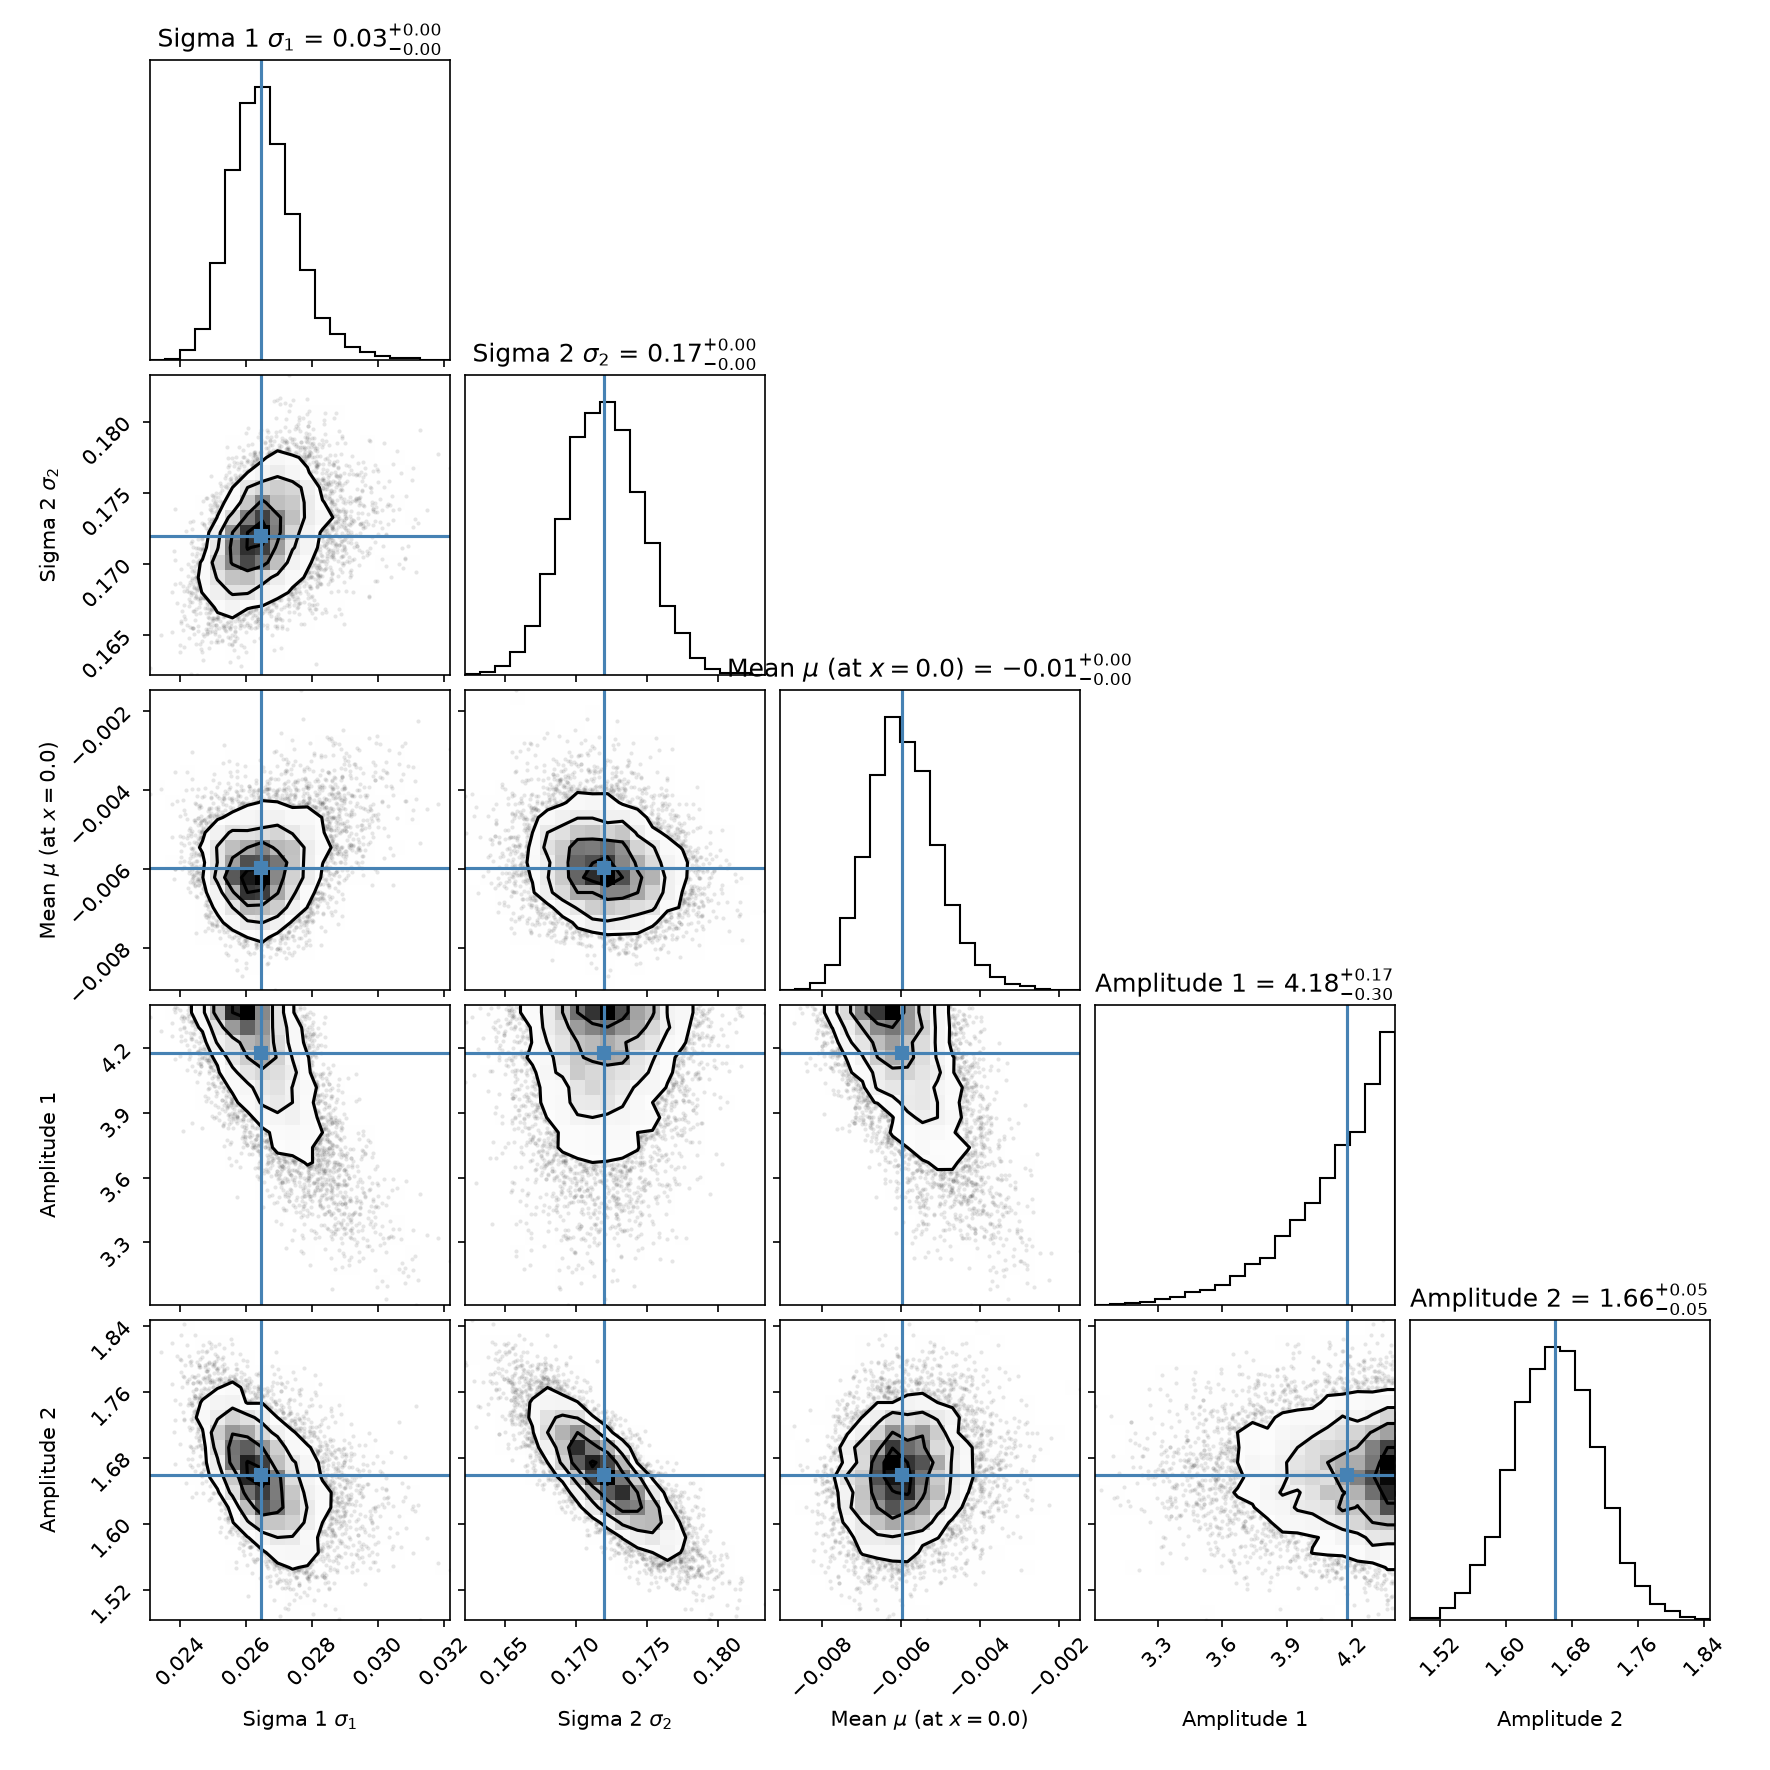 Sigma 1 σ₁ = 0.03+0.00 −0.00
Sigma 2 σ₂ = 0.17+0.00 −0.00
Sigma 2 σ₂
0.180
0.175
0.170
0.165
Mean μ (at x = 0.0) = −0.01+0.00 −0.00
Mean μ (at x = 0.0)
−0.002
−0.004
−0.006
−0.008
Amplitude 1 = 4.18+0.17 −0.30
Amplitude 1
4.2
3.9
3.6
3.3
Amplitude 2 = 1.66+0.05 −0.05
Amplitude 2
1.84
1.76
1.68
1.60
1.52
0.024 0.026 0.028 0.030 0.032 0.165 0.170 0.175 0.180 −0.008 −0.006 −0.004 −0.002 3.3 3.6 3.9 4.2 1.52 1.60 1.68 1.76 1.84
Sigma 1 σ₁ Sigma 2 σ₂ Mean μ (at x = 0.0) Amplitude 1 Amplitude 2